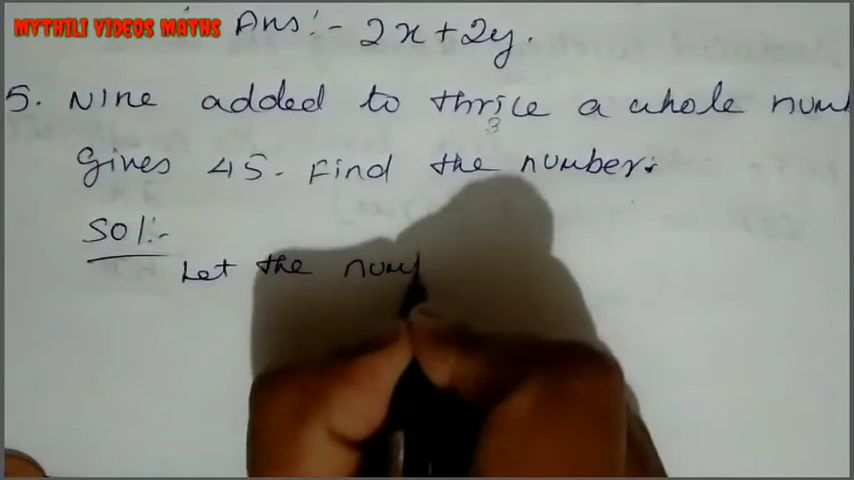 MYTHILI VIDEOS MATHS
Ans:- 2x+2y.
5. Nine added to thrice a whole num
3
Gives 45. Find the number.
Sol:-
Let the num